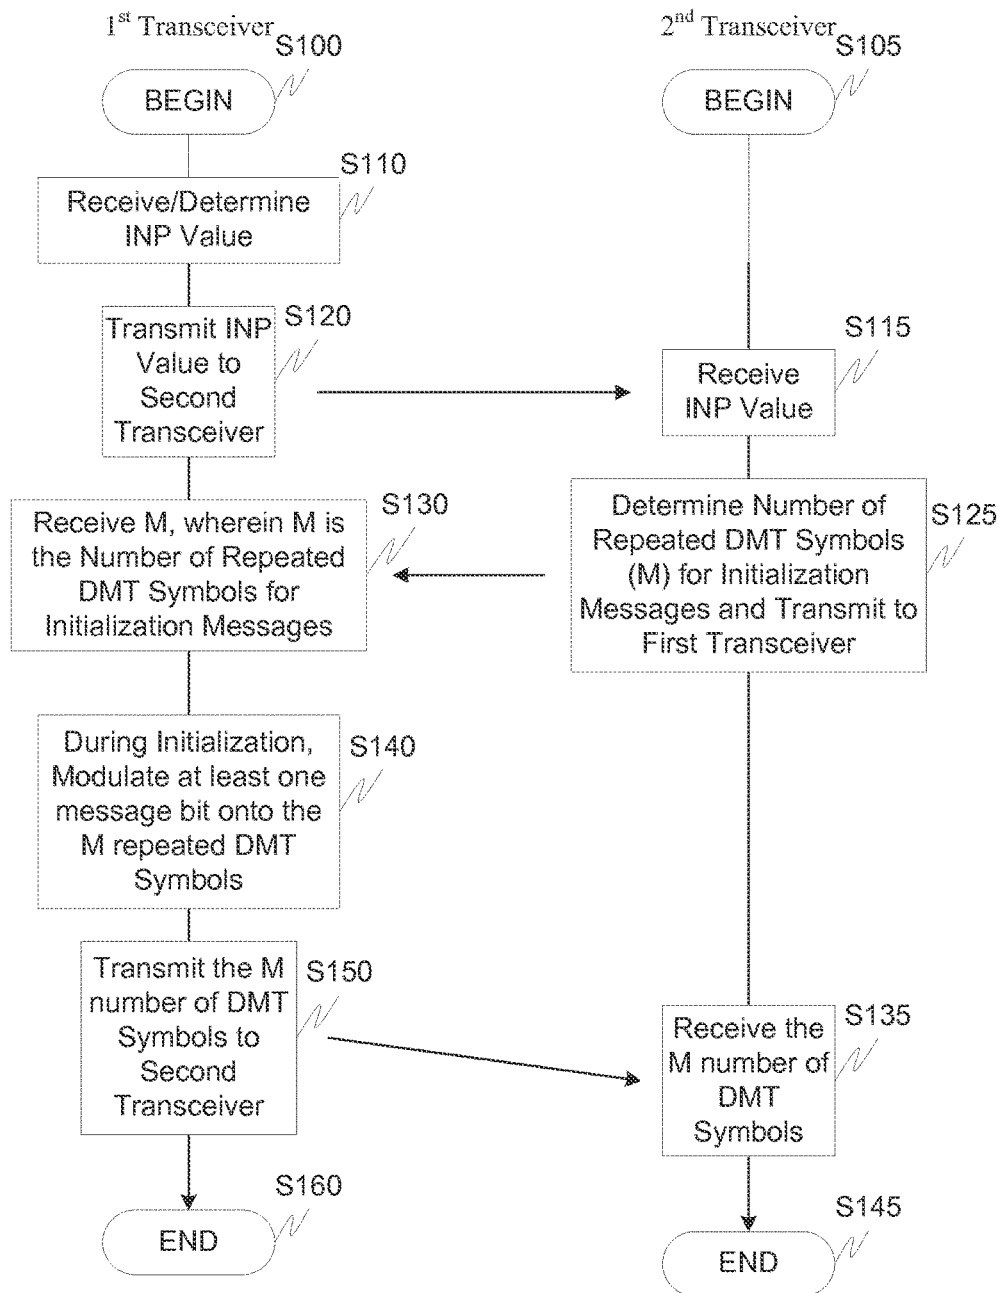 1st Transceiver
S100
BEGIN
S110
Receive/Determine
INP Value
S120
Transmit INP
Value to
Second
Transceiver
S130
Receive M, wherein M is
the Number of Repeated
DMT Symbols for
Initialization Messages
During Initialization,
Modulate at least one
message bit onto the
M repeated DMT
Symbols
S140
Transmit the M
number of DMT
Symbols to
Second
Transceiver
S150
S160
END
2nd Transceiver
S105
BEGIN
S115
Receive
INP Value
Determine Number of
Repeated DMT Symbols
(M) for Initialization
Messages and Transmit to
First Transceiver
S125
S135
Receive the
M number of
DMT
Symbols
S145
END